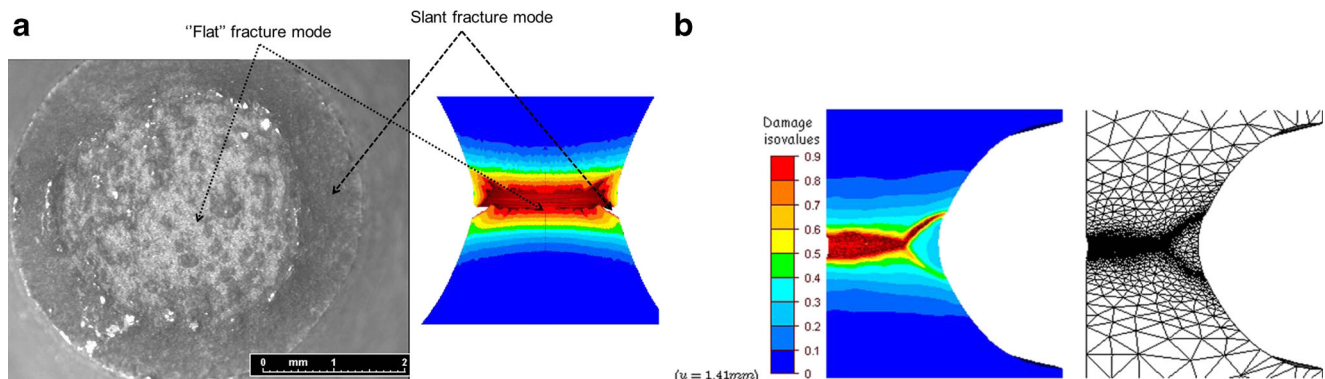 a
''Flat'' fracture mode
Slant fracture mode
0 mm 1 2
b
Damage
isovalues
0.9
0.8
0.7
0.6
0.5
0.4
0.3
0.2
0.1
0
(u = 1.41mm)